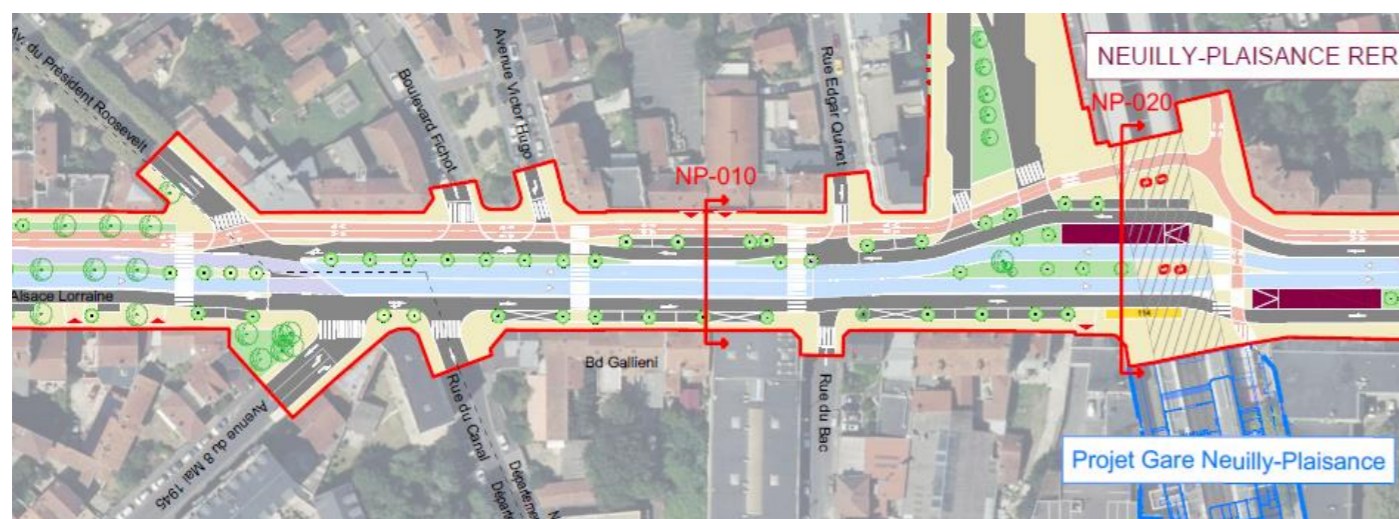 Av. du Président Roosevelt
Boulevard Fichot
Avenue Victor Hugo
Rue Edgar Quinet
NEUILLY-PLAISANCE RER
NP-020
NP-010
Alsace Lorraine
114
Bd Gallieni
Avenue du 8 Mai 1945
Rue du Canal
Rue du Bac
Projet Gare Neuilly-Plaisance